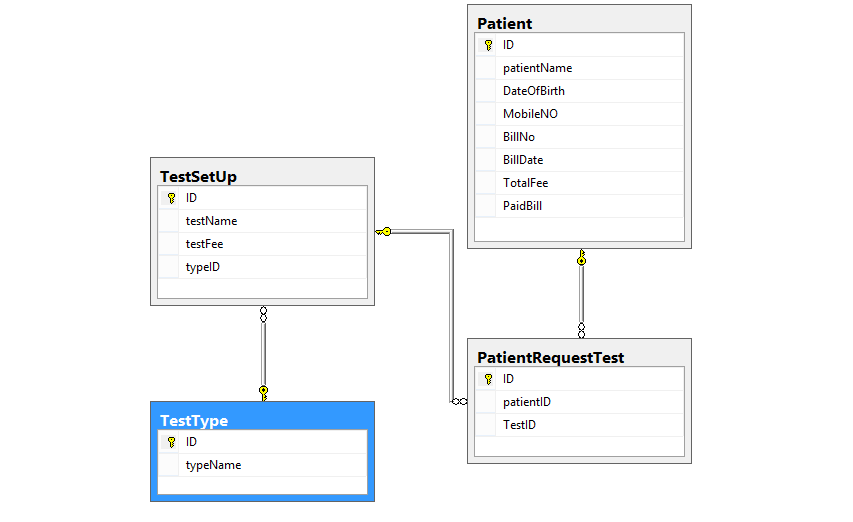 Patient
ID
patientName
DateOfBirth
MobileNO
BillNo
BillDate
TotalFee
PaidBill
TestSetUp
ID
testName
testFee
typeID
PatientRequestTest
ID
patientID
TestID
TestType
ID
typeName